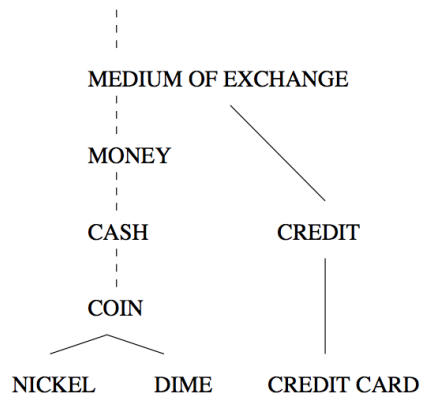 MEDIUM OF EXCHANGE
MONEY
CASH CREDIT
COIN
NICKEL DIME CREDIT CARD